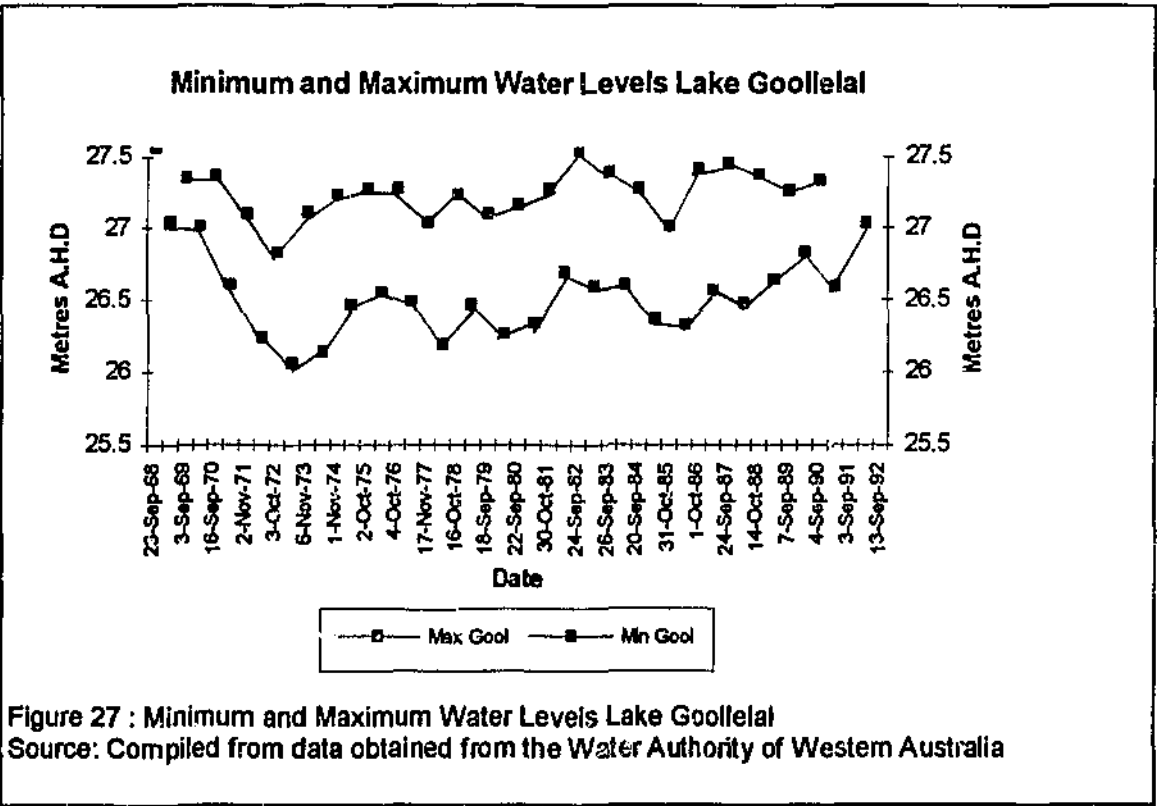 Minimum and Maximum Water Levels Lake Goollelal
27.5
27
26.5
26
25.5
Metres A.H.D
27.5
27
26.5
26
25.5
Metres A.H.D
23-Sep-68
3-Sep-69
16-Sep-70
2-Nov-71
3-Oct-72
6-Nov-73
1-Nov-74
2-Oct-75
4-Oct-76
17-Nov-77
16-Oct-78
18-Sep-79
22-Sep-80
30-Oct-81
24-Sep-82
26-Sep-83
20-Sep-84
31-Oct-85
1-Oct-86
24-Sep-87
14-Oct-88
7-Sep-89
4-Sep-90
3-Sep-91
13-Sep-92
Date
Max Gool Min Gool
Figure 27 : Minimum and Maximum Water Levels Lake Goollelal
Source: Compiled from data obtained from the Water Authority of Western Australia